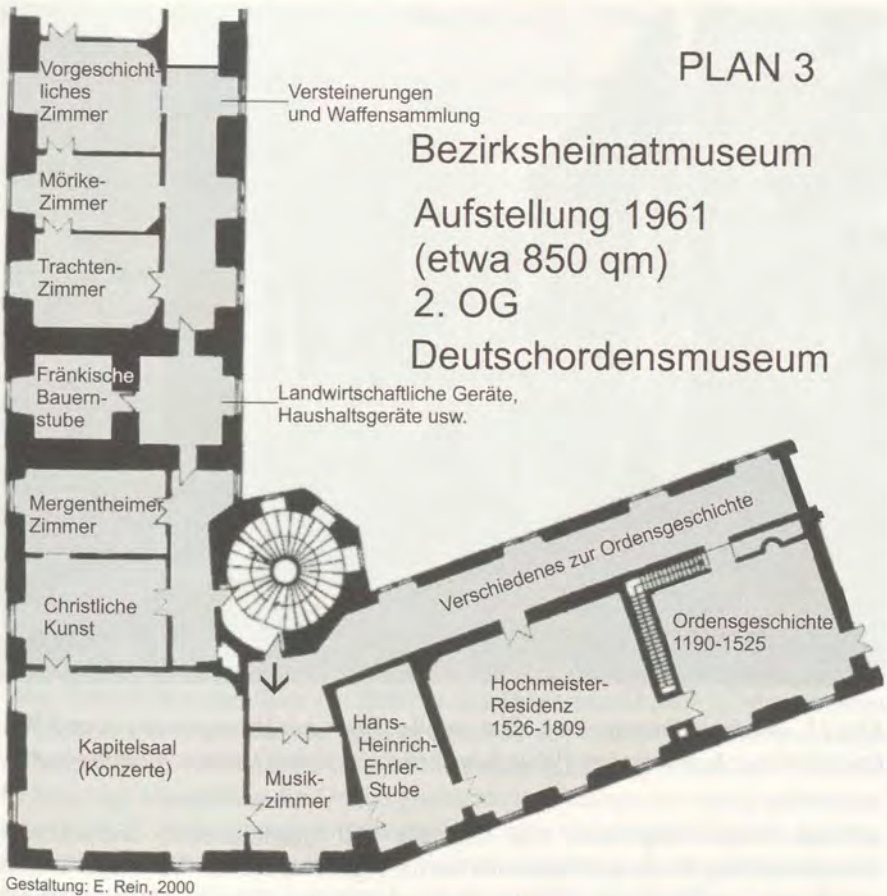 PLAN 3
Bezirksheimatmuseum
Aufstellung 1961
(etwa 850 qm)
2. OG
Deutschordensmuseum
Vorgeschicht-
liches
Zimmer
Versteinerungen
und Waffensammlung
Mörike-
Zimmer
Trachten-
Zimmer
Fränkische
Bauern-
stube
Landwirtschaftliche Geräte,
Haushaltsgeräte usw.
Mergentheimer
Zimmer
Christliche
Kunst
Verschiedenes zur Ordensgeschichte
Ordensgeschichte
1190-1525
Hochmeister-
Residenz
1526-1809
Hans-
Heinrich-
Ehrler-
Stube
Kapitelsaal
(Konzerte)
Musik-
zimmer
Gestaltung: E. Rein, 2000